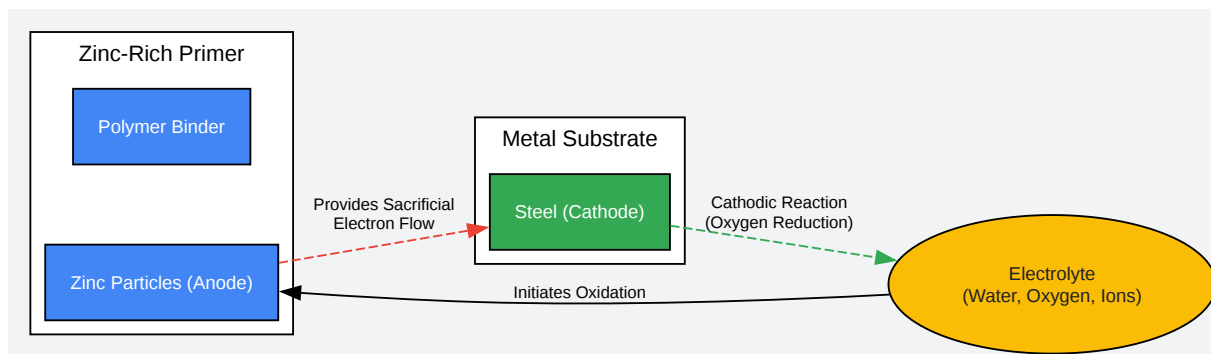 Zinc-Rich Primer
Polymer Binder
Zinc Particles (Anode)
Provides Sacrificial
Electron Flow
Metal Substrate
Steel (Cathode)
Cathodic Reaction
(Oxygen Reduction)
Initiates Oxidation
Electrolyte
(Water, Oxygen, Ions)